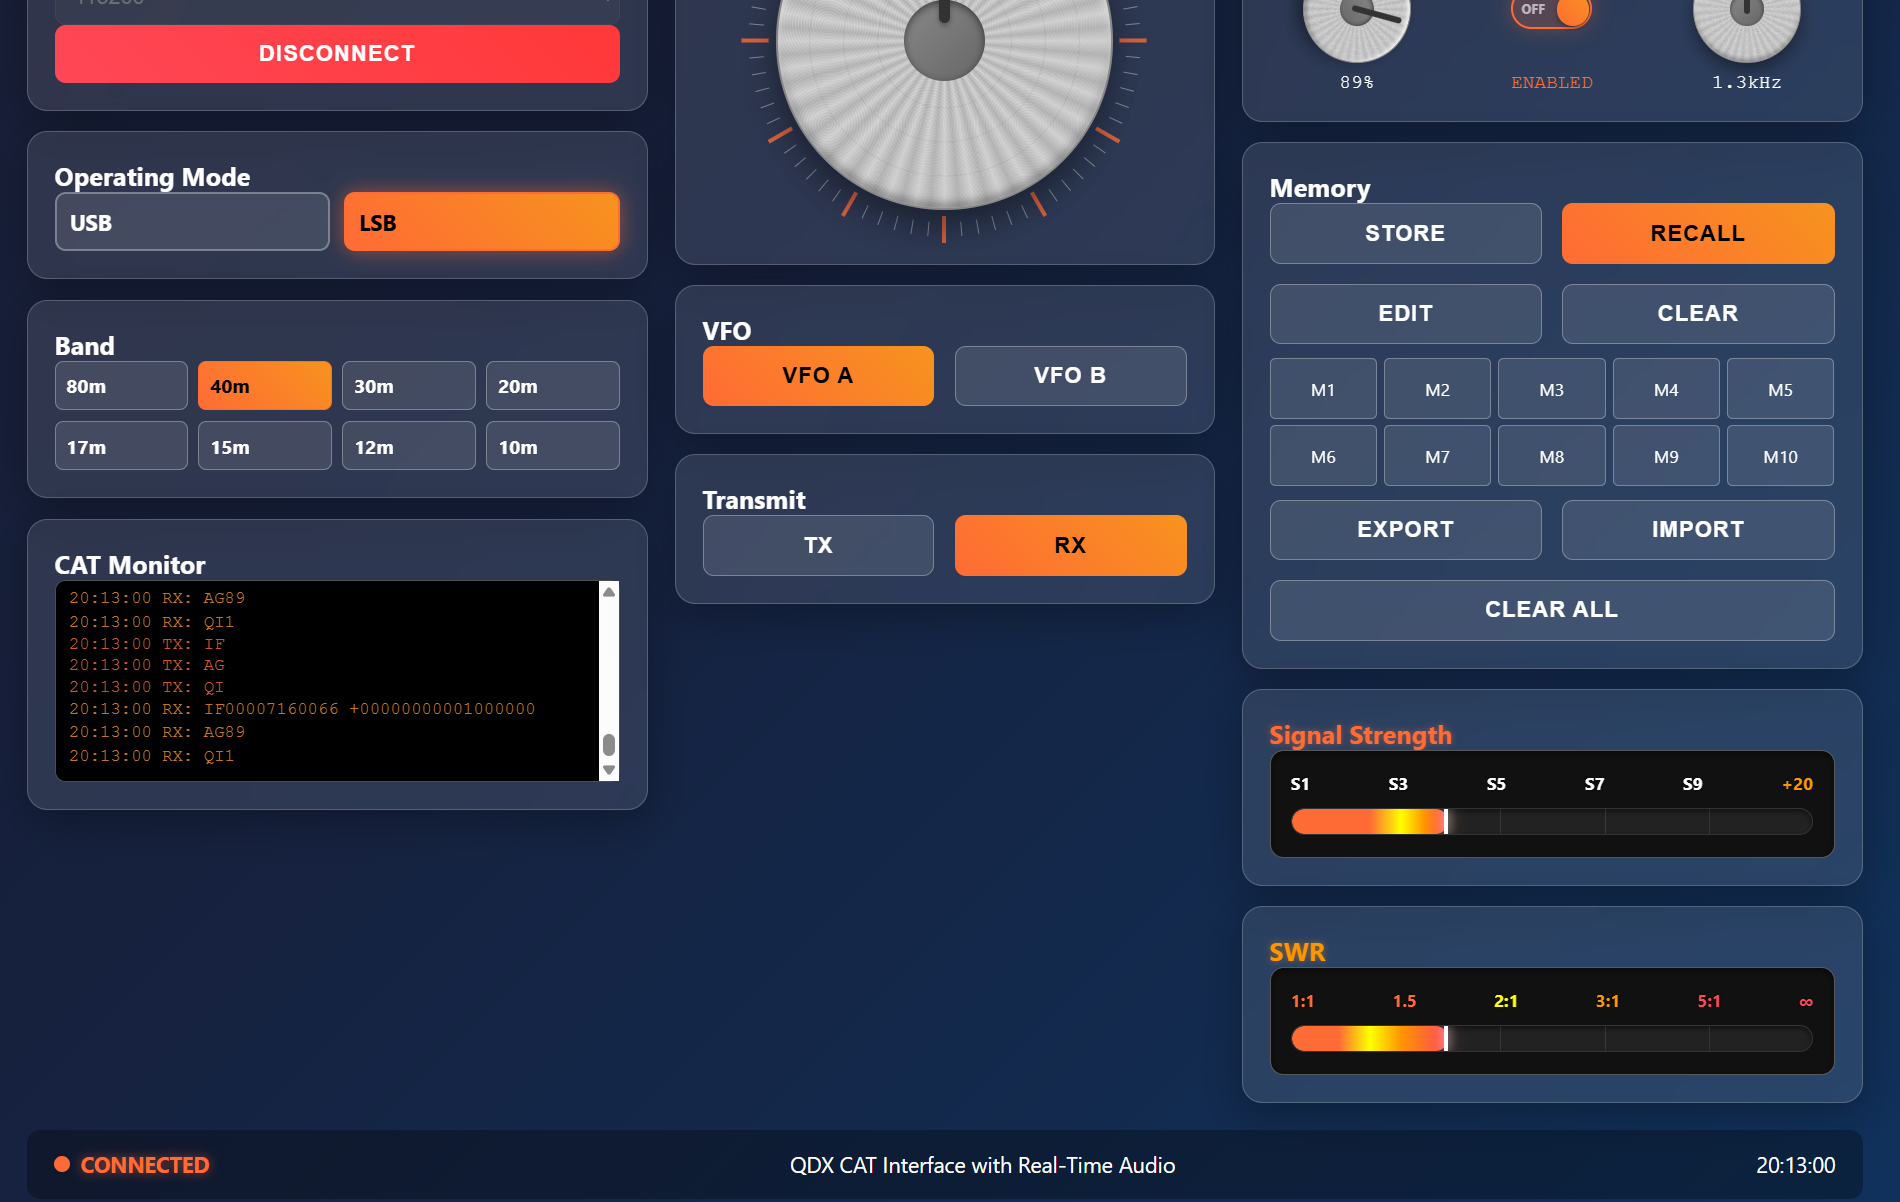 DISCONNECT
Operating Mode
USB
LSB
Band
80m
40m
30m
20m
17m
15m
12m
10m
CAT Monitor
20:13:00 RX: AG89
20:13:00 RX: QI1
20:13:00 TX: IF
20:13:00 TX: AG
20:13:00 TX: QI
20:13:00 RX: IF00007160066 +00000000001000000
20:13:00 RX: AG89
20:13:00 RX: QI1
VFO
VFO A
VFO B
Transmit
TX
RX
OFF
89%
ENABLED
1.3kHz
Memory
STORE
RECALL
EDIT
CLEAR
M1
M2
M3
M4
M5
M6
M7
M8
M9
M10
EXPORT
IMPORT
CLEAR ALL
Signal Strength
S1
S3
S5
S7
S9
+20
SWR
1:1
1.5
2:1
3:1
5:1
∞
CONNECTED
QDX CAT Interface with Real-Time Audio
20:13:00